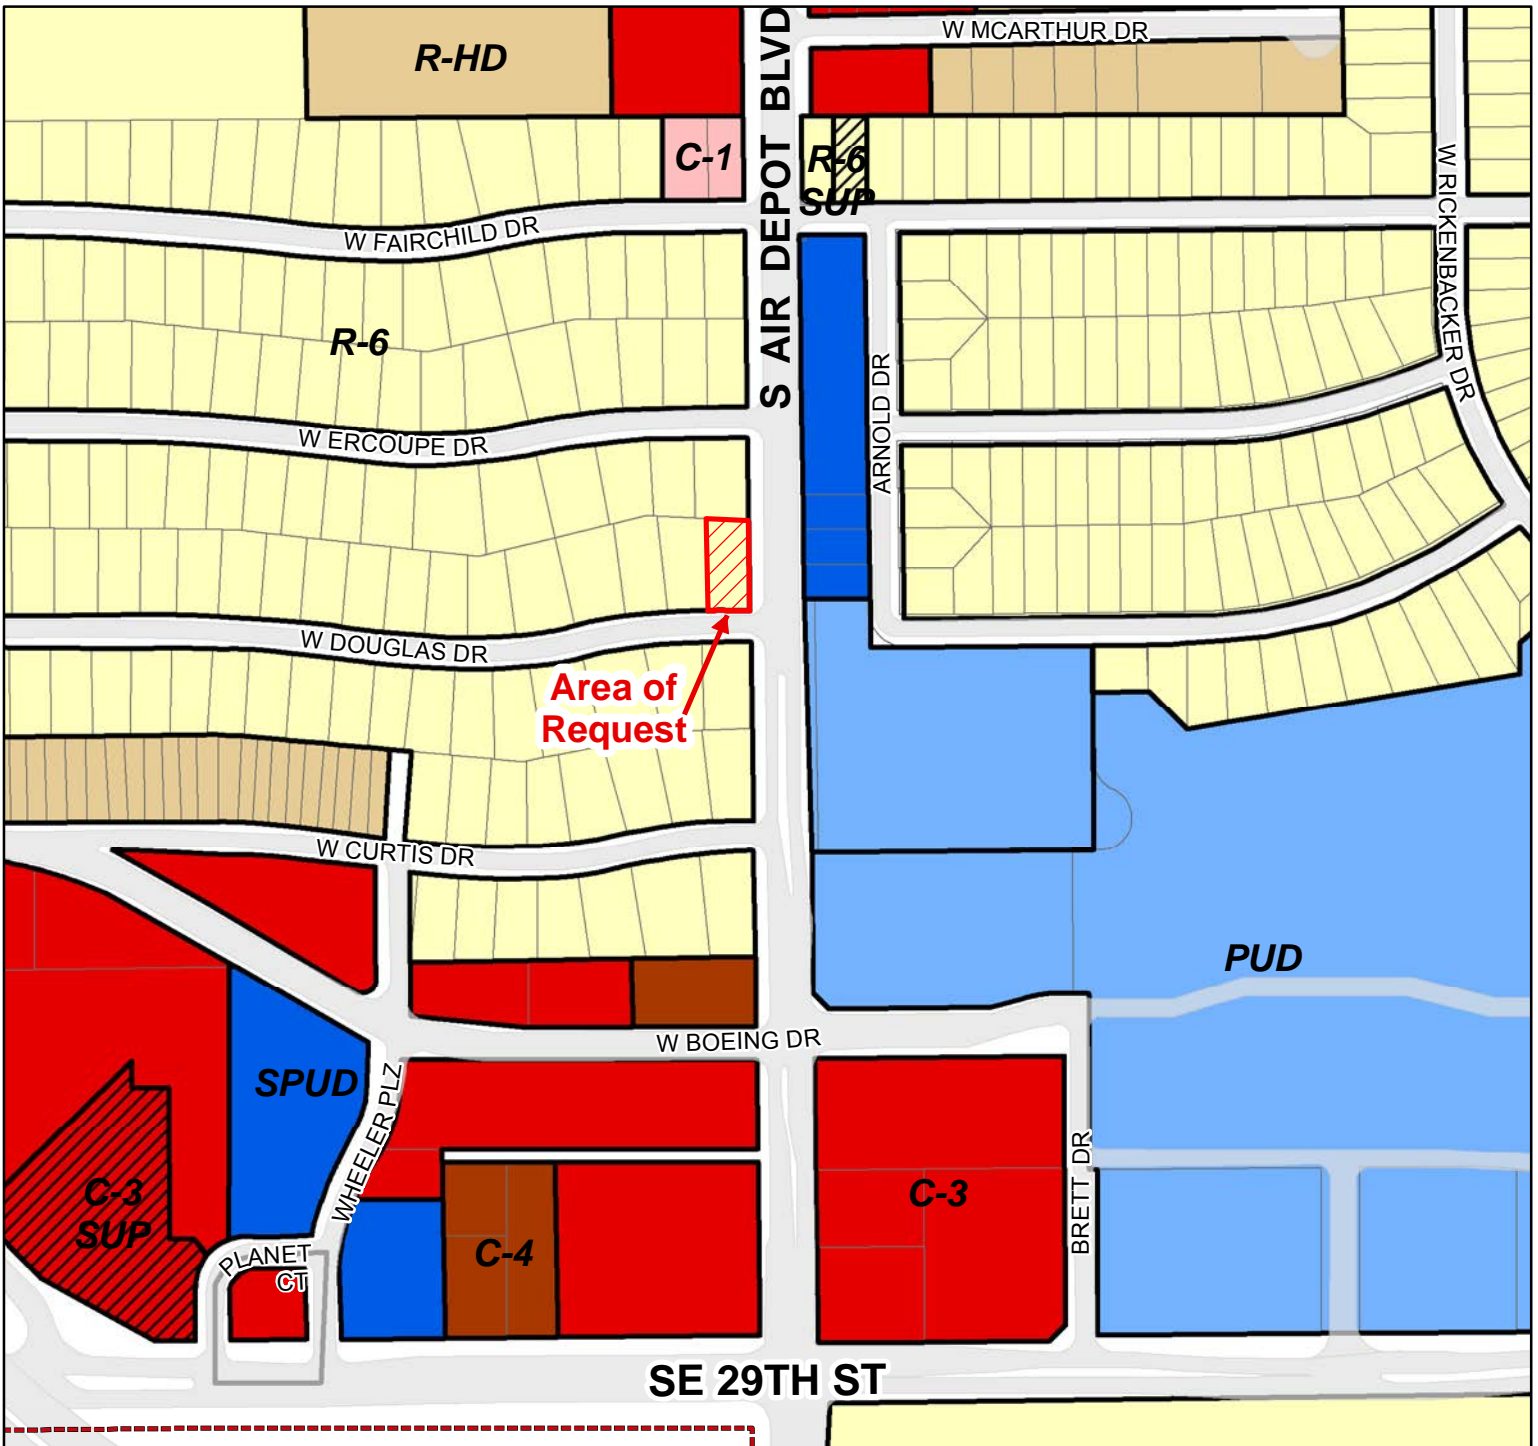 W MCARTHUR DR
R-HD
S AIR DEPOT BLVD
C-1
R-6
SUP
W RICKENBACKER DR
W FAIRCHILD DR
R-6
ARNOLD DR
W ERCOUPE DR
W DOUGLAS DR
Area of
Request
W CURTIS DR
PUD
W BOEING DR
SPUD
WHEELER PLZ
C-3
SUP
C-3
BRETT DR
C-4
PLANET
CT
SE 29TH ST